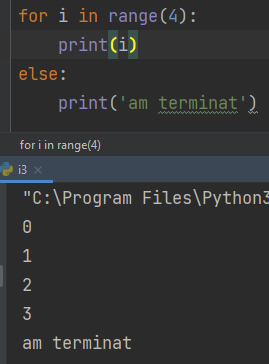 for i in range(4):
    print(i)
else:
    print('am terminat')
for i in range(4)
i3 ×
"C:\Program Files\Python3
0
1
2
3
am terminat